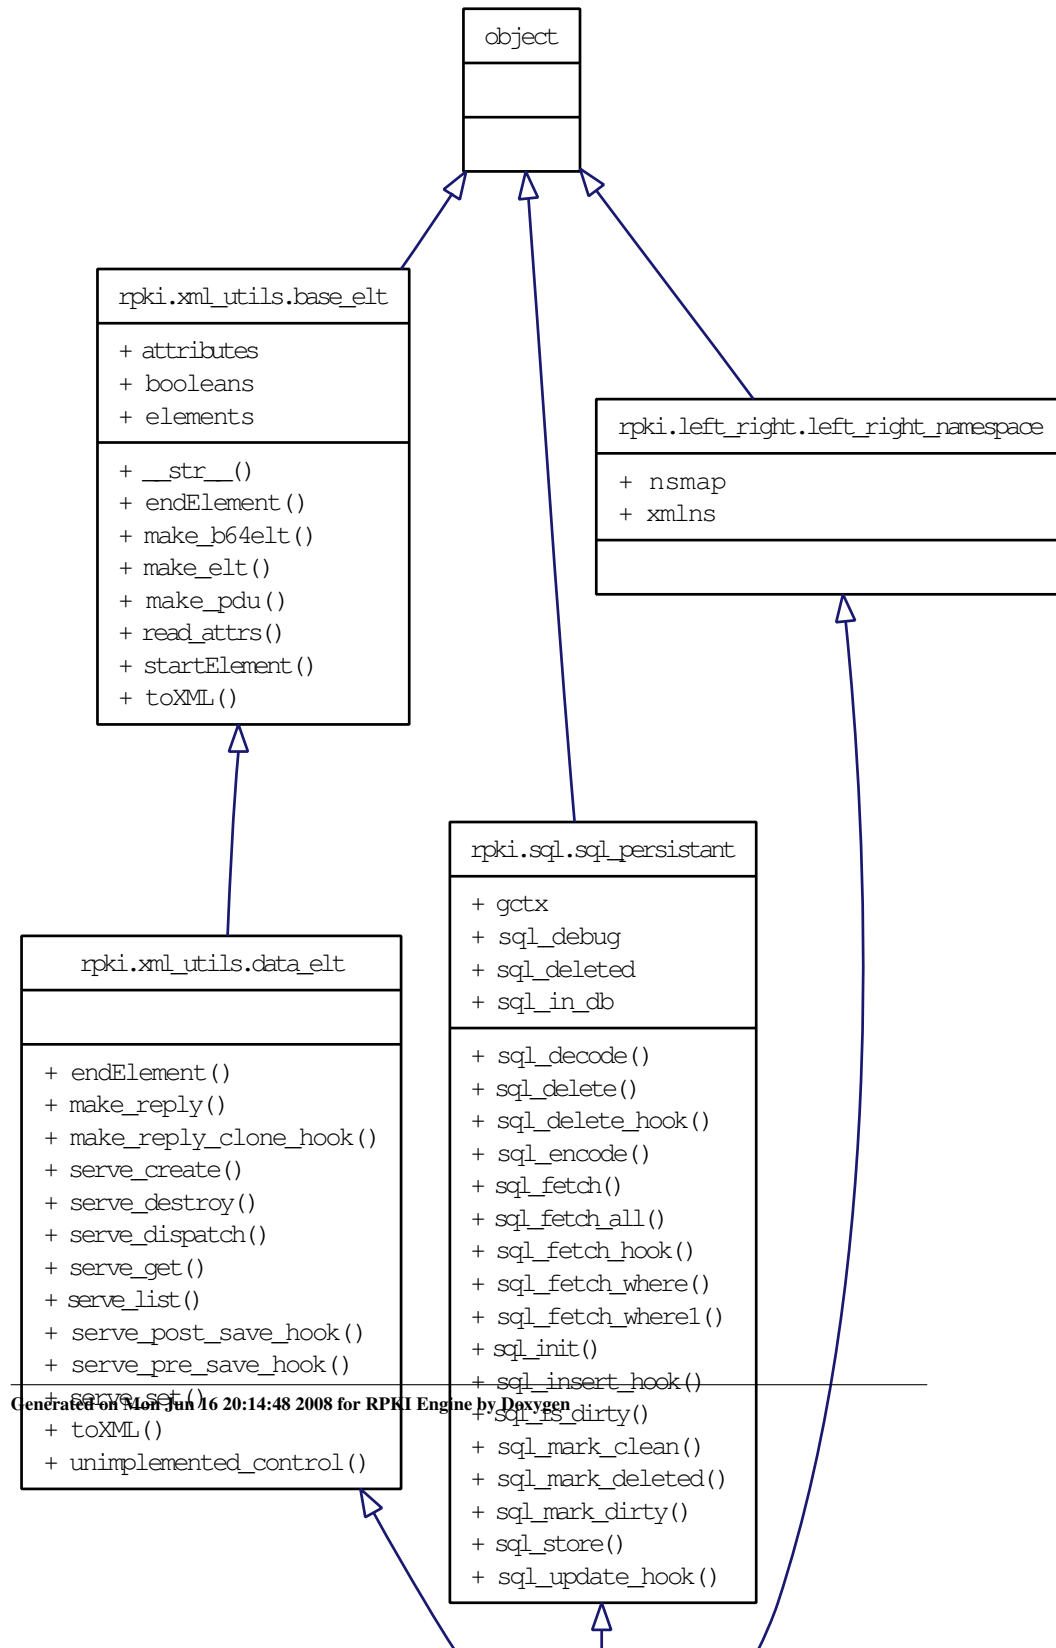 object
rpki.xml_utils.base_elt
+ attributes
+ booleans
+ elements
+ __str__()
+ endElement()
+ make_b64elt()
+ make_elt()
+ make_pdu()
+ read_attrs()
+ startElement()
+ toXML()
rpki.left_right.left_right_namespace
+ nsmap
+ xmlns
rpki.sql.sql_persistant
+ gctx
+ sql_debug
+ sql_deleted
+ sql_in_db
+ sql_decode()
+ sql_delete()
+ sql_delete_hook()
+ sql_encode()
+ sql_fetch()
+ sql_fetch_all()
+ sql_fetch_hook()
+ sql_fetch_where()
+ sql_fetch_where1()
+ sql_init()
+ sql_insert_hook()
+ sql_is_dirty()
+ sql_mark_clean()
+ sql_mark_deleted()
+ sql_mark_dirty()
+ sql_store()
+ sql_update_hook()
rpki.xml_utils.data_elt
+ endElement()
+ make_reply()
+ make_reply_clone_hook()
+ serve_create()
+ serve_destroy()
+ serve_dispatch()
+ serve_get()
+ serve_list()
+ serve_post_save_hook()
+ serve_pre_save_hook()
+ serve_set()
+ toXML()
+ unimplemented_control()
Generated on Mon Jun 16 20:14:48 2008 for RPKI Engine by Doxygen